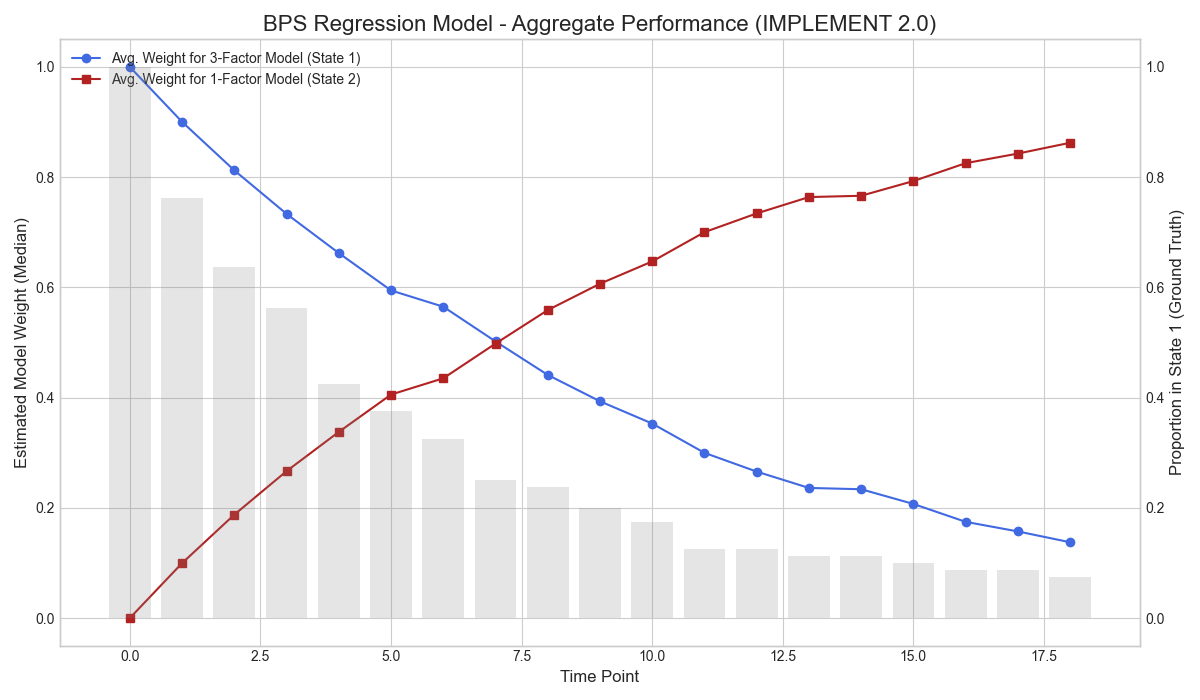 BPS Regression Model - Aggregate Performance (IMPLEMENT 2.0)
Avg. Weight for 3-Factor Model (State 1)
Avg. Weight for 1-Factor Model (State 2)
Estimated Model Weight (Median)
1.0
0.8
0.6
0.4
0.2
0.0
1.0
0.8
0.6
0.4
0.2
0.0
Proportion in State 1 (Ground Truth)
0.0 2.5 5.0 7.5 10.0 12.5 15.0 17.5
Time Point